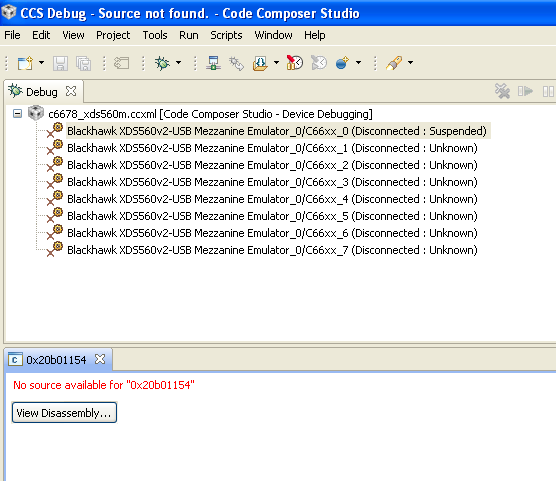 CCS Debug - Source not found. - Code Composer Studio
File Edit View Project Tools Run Scripts Window Help
Debug
c6678_xds560m.ccxml [Code Composer Studio - Device Debugging]
Blackhawk XDS560v2-USB Mezzanine Emulator_0/C66xx_0 (Disconnected : Suspended)
Blackhawk XDS560v2-USB Mezzanine Emulator_0/C66xx_1 (Disconnected : Unknown)
Blackhawk XDS560v2-USB Mezzanine Emulator_0/C66xx_2 (Disconnected : Unknown)
Blackhawk XDS560v2-USB Mezzanine Emulator_0/C66xx_3 (Disconnected : Unknown)
Blackhawk XDS560v2-USB Mezzanine Emulator_0/C66xx_4 (Disconnected : Unknown)
Blackhawk XDS560v2-USB Mezzanine Emulator_0/C66xx_5 (Disconnected : Unknown)
Blackhawk XDS560v2-USB Mezzanine Emulator_0/C66xx_6 (Disconnected : Unknown)
Blackhawk XDS560v2-USB Mezzanine Emulator_0/C66xx_7 (Disconnected : Unknown)
0x20b01154
No source available for "0x20b01154"
View Disassembly...